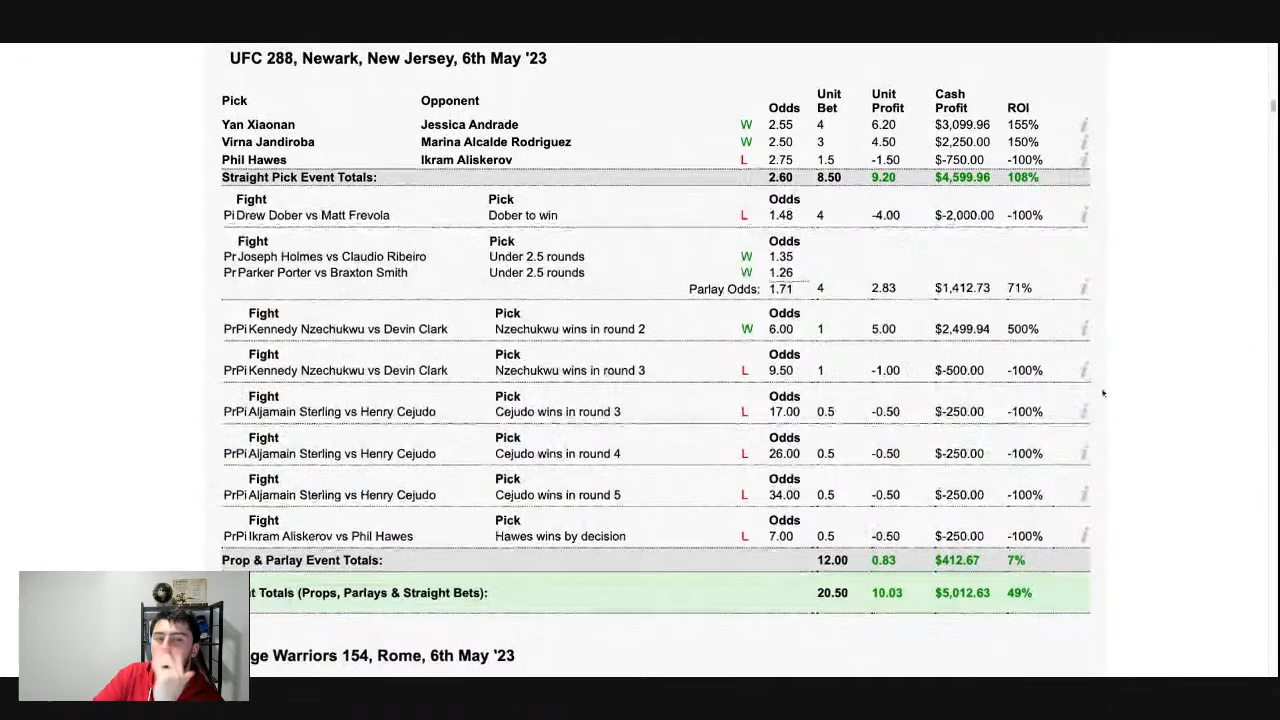 UFC 288, Newark, New Jersey, 6th May '23
Pick Opponent Odds Unit Bet Unit Profit Cash Profit ROI
Yan Xiaonan Jessica Andrade W 2.55 4 6.20 $3,099.96 155%
Virna Jandiroba Marina Alcalde Rodriguez W 2.50 3 4.50 $2,250.00 150%
Phil Hawes Ikram Aliskerov L 2.75 1.5 -1.50 $-750.00 -100%
Straight Pick Event Totals: 2.60 8.50 9.20 $4,599.96 108%
Fight Pick Odds
Pi Drew Dober vs Matt Frevola Dober to win L 1.48 4 -4.00 $-2,000.00 -100%
Fight Pick Odds
Pr Joseph Holmes vs Claudio Ribeiro Under 2.5 rounds W 1.35
Pr Parker Porter vs Braxton Smith Under 2.5 rounds W 1.26
Parlay Odds: 1.71 4 2.83 $1,412.73 71%
Fight Pick Odds
PrPi Kennedy Nzechukwu vs Devin Clark Nzechukwu wins in round 2 W 6.00 1 5.00 $2,499.94 500%
Fight Pick Odds
PrPi Kennedy Nzechukwu vs Devin Clark Nzechukwu wins in round 3 L 9.50 1 -1.00 $-500.00 -100%
Fight Pick Odds
PrPi Aljamain Sterling vs Henry Cejudo Cejudo wins in round 3 L 17.00 0.5 -0.50 $-250.00 -100%
Fight Pick Odds
PrPi Aljamain Sterling vs Henry Cejudo Cejudo wins in round 4 L 26.00 0.5 -0.50 $-250.00 -100%
Fight Pick Odds
PrPi Aljamain Sterling vs Henry Cejudo Cejudo wins in round 5 L 34.00 0.5 -0.50 $-250.00 -100%
Fight Pick Odds
PrPi Ikram Aliskerov vs Phil Hawes Hawes wins by decision L 7.00 0.5 -0.50 $-250.00 -100%
Prop & Parlay Event Totals: 12.00 0.83 $412.67 7%
t Totals (Props, Parlays & Straight Bets): 20.50 10.03 $5,012.63 49%
ge Warriors 154, Rome, 6th May '23